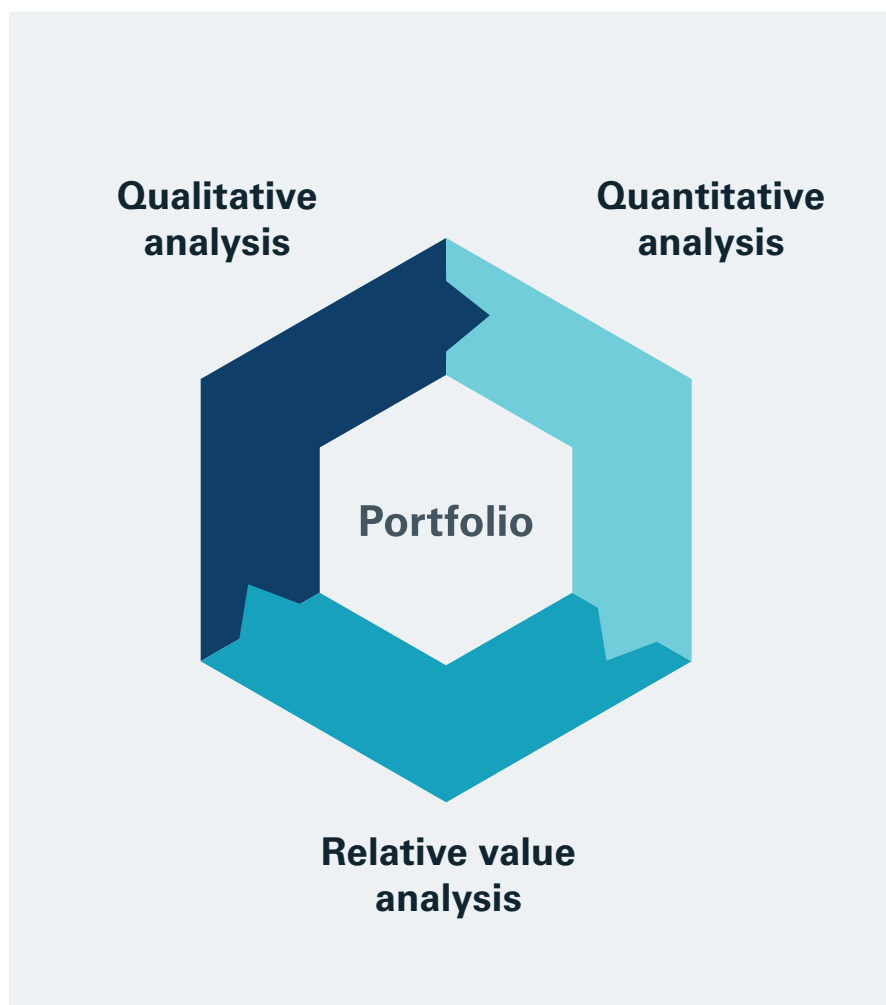 Qualitative
analysis
Quantitative
analysis
Portfolio
Relative value
analysis